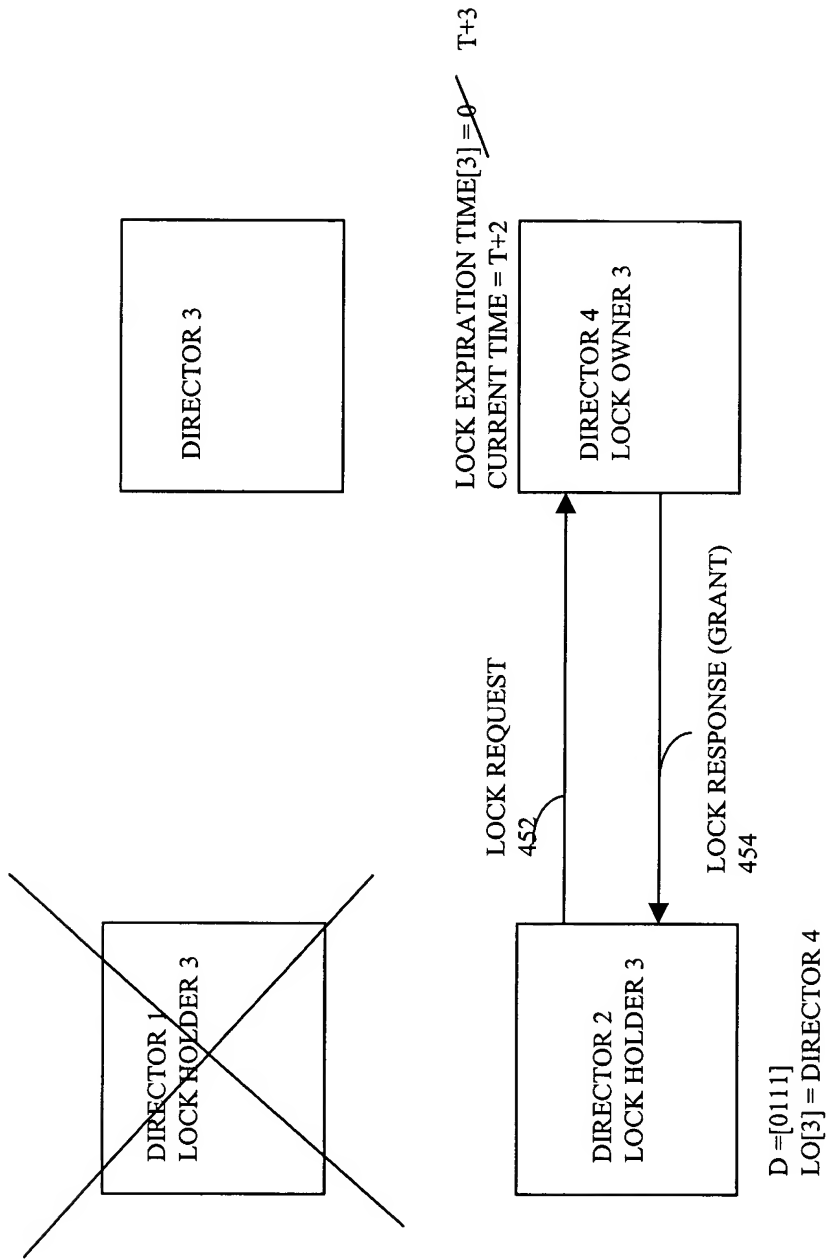 DIRECTOR 1
LOCK HOLDER 3
DIRECTOR 3
LOCK EXPIRATION TIME[3] = 0 T+3
CURRENT TIME = T+2
LOCK REQUEST
452
DIRECTOR 2
LOCK HOLDER 3
DIRECTOR 4
LOCK OWNER 3
LOCK RESPONSE (GRANT)
454
D =[0111]
LO[3] = DIRECTOR 4